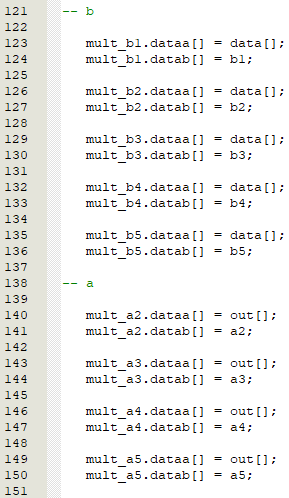 121 -- b
122
123 mult_b1.dataa[] = data[];
124 mult_b1.datab[] = b1;
125
126 mult_b2.dataa[] = data[];
127 mult_b2.datab[] = b2;
128
129 mult_b3.dataa[] = data[];
130 mult_b3.datab[] = b3;
131
132 mult_b4.dataa[] = data[];
133 mult_b4.datab[] = b4;
134
135 mult_b5.dataa[] = data[];
136 mult_b5.datab[] = b5;
137
138 -- a
139
140 mult_a2.dataa[] = out[];
141 mult_a2.datab[] = a2;
142
143 mult_a3.dataa[] = out[];
144 mult_a3.datab[] = a3;
145
146 mult_a4.dataa[] = out[];
147 mult_a4.datab[] = a4;
148
149 mult_a5.dataa[] = out[];
150 mult_a5.datab[] = a5;
151